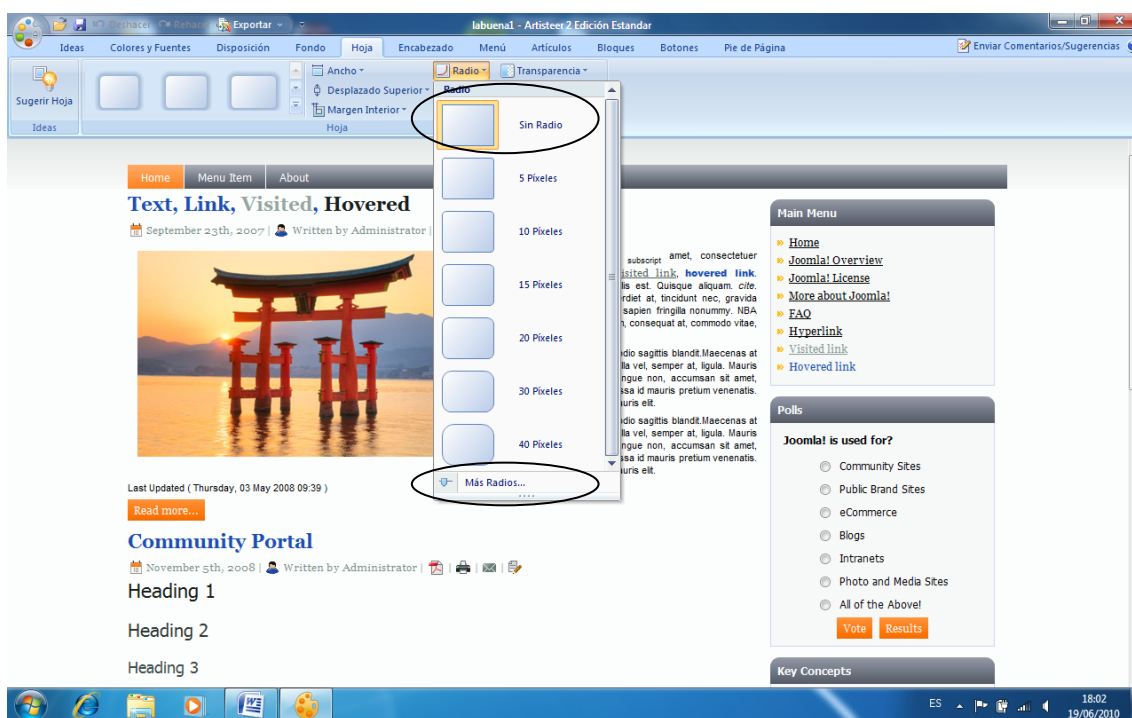 Deshacer Rehacer Exportar labuena1 - Artisteer 2 Edición Estandar
Ideas Colores y Fuentes Disposición Fondo Hoja Encabezado Menú Artículos Bloques Botones Pie de Página Enviar Comentarios/Sugerencias
Sugerir Hoja
Ideas
Ancho
Desplazado Superior
Margen Interior
Hoja
Radio Transparencia
Radio
Sin Radio
5 Píxeles
10 Píxeles
15 Píxeles
20 Píxeles
30 Píxeles
40 Píxeles
Más Radios...
Home Menu Item About
Text, Link, Visited, Hovered
September 23th, 2007 | Written by Administrator |
subscript amet, consectetuer
visited link, hovered link.
lis est. Quisque aliquam. cite.
rdiet at, tincidunt nec, gravida
sapien fringilla nonummy. NBA
, consequat at, commodo vitae,
dio sagittis blandit.Maecenas at
lla vel, semper at, ligula. Mauris
ngue non, accumsan sit amet,
ssa id mauris pretium venenatis.
auris elit.
dio sagittis blandit.Maecenas at
lla vel, semper at, ligula. Mauris
ngue non, accumsan sit amet,
ssa id mauris pretium venenatis.
auris elit.
Last Updated ( Thursday, 03 May 2008 09:39 )
Read more...
Community Portal
November 5th, 2008 | Written by Administrator |
Heading 1
Heading 2
Heading 3
Main Menu
Home
Joomla! Overview
Joomla! License
More about Joomla!
FAQ
Hyperlink
Visited link
Hovered link
Polls
Joomla! is used for?
Community Sites
Public Brand Sites
eCommerce
Blogs
Intranets
Photo and Media Sites
All of the Above!
Vote Results
Key Concepts
ES 18:02
19/06/2010